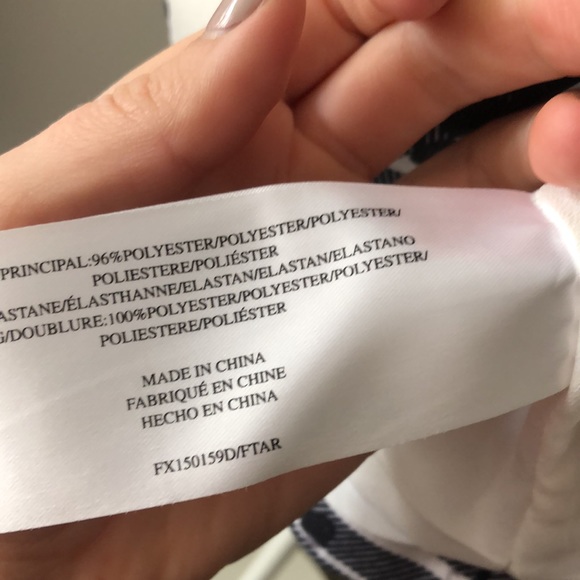 PRINCIPAL:96%POLYESTER/POLYESTER/POLYESTER/
POLIESTERE/POLIÉSTER
ASTANE/ÉLASTHANNE/ELASTAN/ELASTAN/ELASTANO
G/DOUBLURE:100%POLYESTER/POLYESTER/POLYESTER/
POLIESTERE/POLIÉSTER
MADE IN CHINA
FABRIQUÉ EN CHINE
HECHO EN CHINA
FX150159D/FTAR